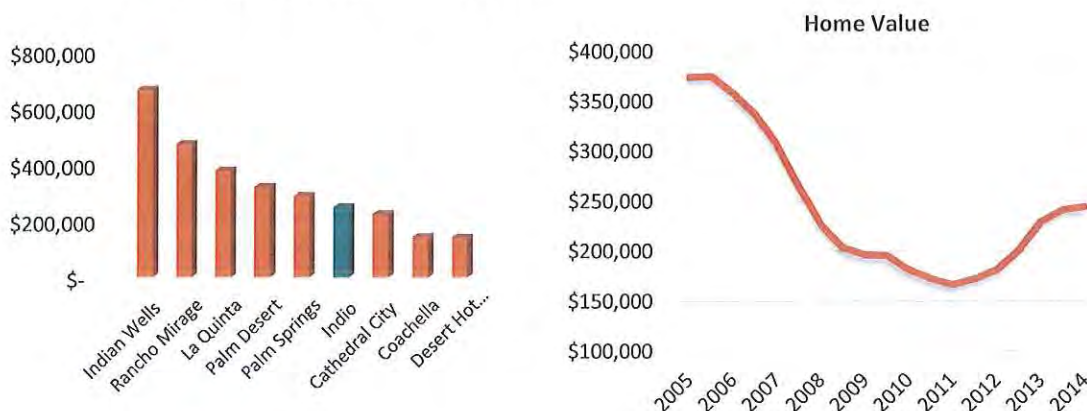 $800,000
$600,000
$400,000
$200,000
$-
Indian Wells
Rancho Mirage
La Quinta
Palm Desert
Palm Springs
Indio
Cathedral City
Coachella
Desert Hot...
Home Value
$400,000
$350,000
$300,000
$250,000
$200,000
$150,000
$100,000
2005
2006
2007
2008
2009
2010
2011
2012
2013
2014